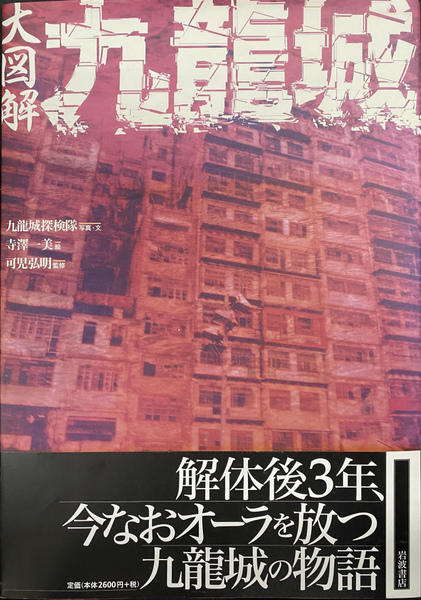 大図解
九龍城
九龍城探検隊 写真・文
寺澤一美 絵
可児弘明 監修
解体後3年、
今なおオーラを放つ
九龍城の物語
定価(本体2600円+税)
岩波書店